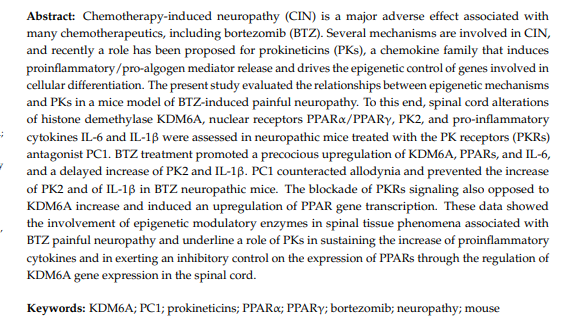 Abstract: Chemotherapy-induced neuropathy (CIN) is a major adverse effect associated with
many chemotherapeutics, including bortezomib (BTZ). Several mechanisms are involved in CIN,
and recently a role has been proposed for prokineticins (PKs), a chemokine family that induces
proinflammatory/pro-algogen mediator release and drives the epigenetic control of genes involved in
cellular differentiation. The present study evaluated the relationships between epigenetic mechanisms
and PKs in a mice model of BTZ-induced painful neuropathy. To this end, spinal cord alterations
of histone demethylase KDM6A, nuclear receptors PPARα/PPARγ, PK2, and pro-inflammatory
cytokines IL-6 and IL-1β were assessed in neuropathic mice treated with the PK receptors (PKRs)
antagonist PC1. BTZ treatment promoted a precocious upregulation of KDM6A, PPARs, and IL-6,
and a delayed increase of PK2 and IL-1β. PC1 counteracted allodynia and prevented the increase
of PK2 and of IL-1β in BTZ neuropathic mice. The blockade of PKRs signaling also opposed to
KDM6A increase and induced an upregulation of PPAR gene transcription. These data showed
the involvement of epigenetic modulatory enzymes in spinal tissue phenomena associated with
BTZ painful neuropathy and underline a role of PKs in sustaining the increase of proinflammatory
cytokines and in exerting an inhibitory control on the expression of PPARs through the regulation of
KDM6A gene expression in the spinal cord.
Keywords: KDM6A; PC1; prokineticins; PPARα; PPARγ; bortezomib; neuropathy; mouse